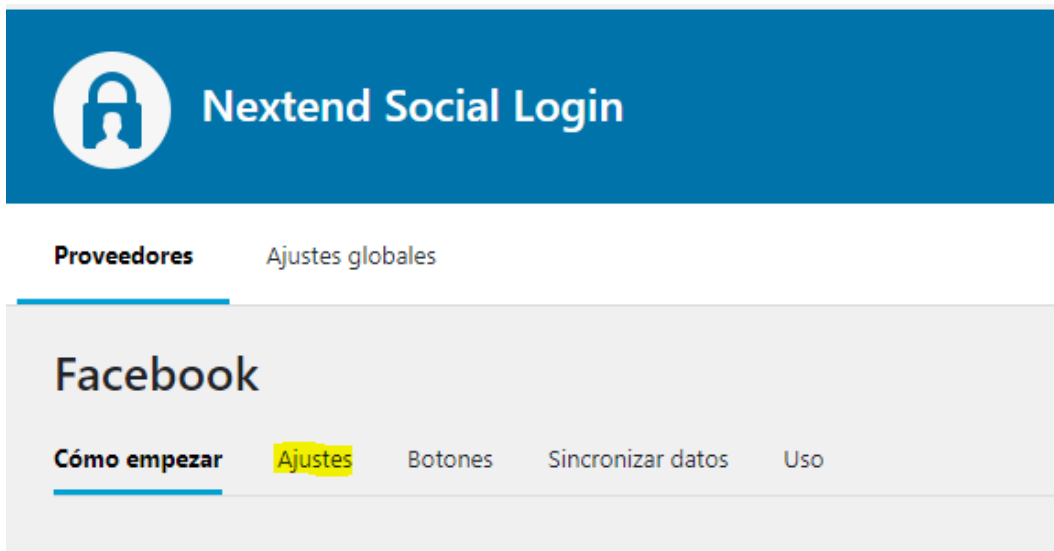 Nextend Social Login
Proveedores Ajustes globales
Facebook
Cómo empezar Ajustes Botones Sincronizar datos Uso